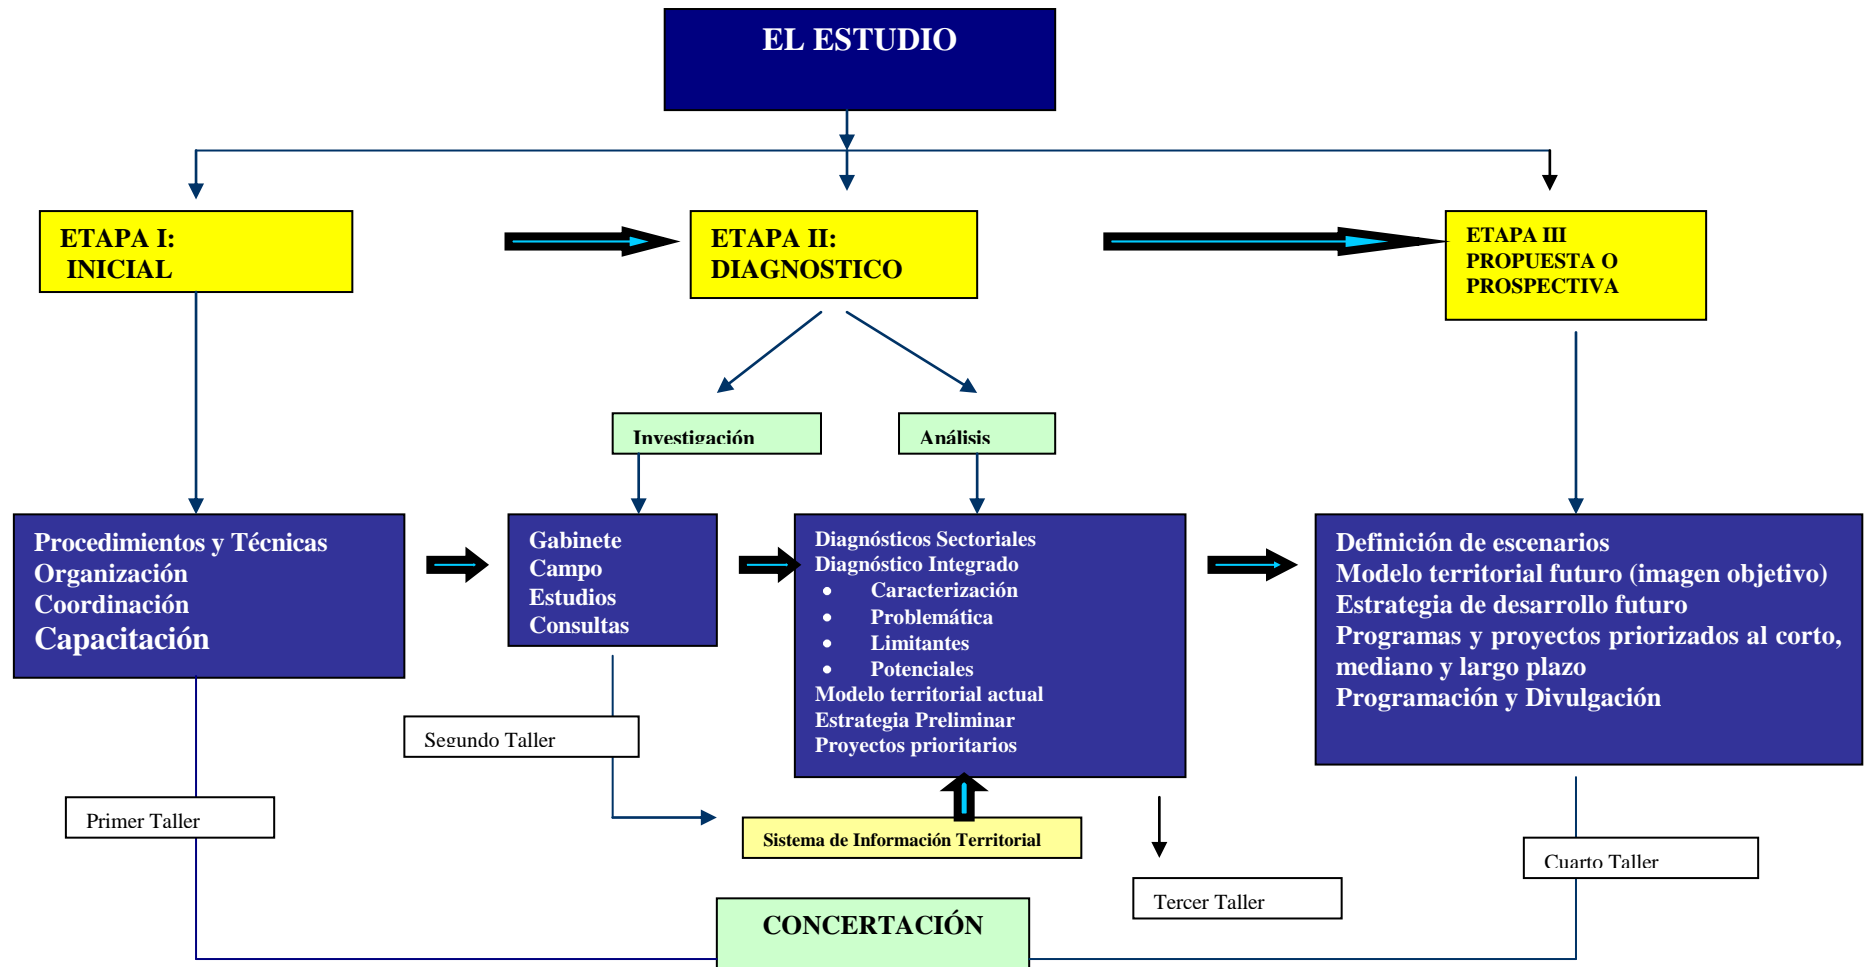 EL ESTUDIO
ETAPA I:
INICIAL
ETAPA II:
DIAGNOSTICO
ETAPA III
PROPUESTA O
PROSPECTIVA
Investigación
Análisis
Procedimientos y Técnicas
Organización
Coordinación
Capacitación
Gabinete
Campo
Estudios
Consultas
Diagnósticos Sectoriales
Diagnóstico Integrado
• Caracterización
• Problemática
• Limitantes
• Potenciales
Modelo territorial actual
Estrategia Preliminar
Proyectos prioritarios
Definición de escenarios
Modelo territorial futuro (imagen objetivo)
Estrategia de desarrollo futuro
Programas y proyectos priorizados al corto,
mediano y largo plazo
Programación y Divulgación
Segundo Taller
Primer Taller
Sistema de Información Territorial
Cuarto Taller
Tercer Taller
CONCERTACIÓN